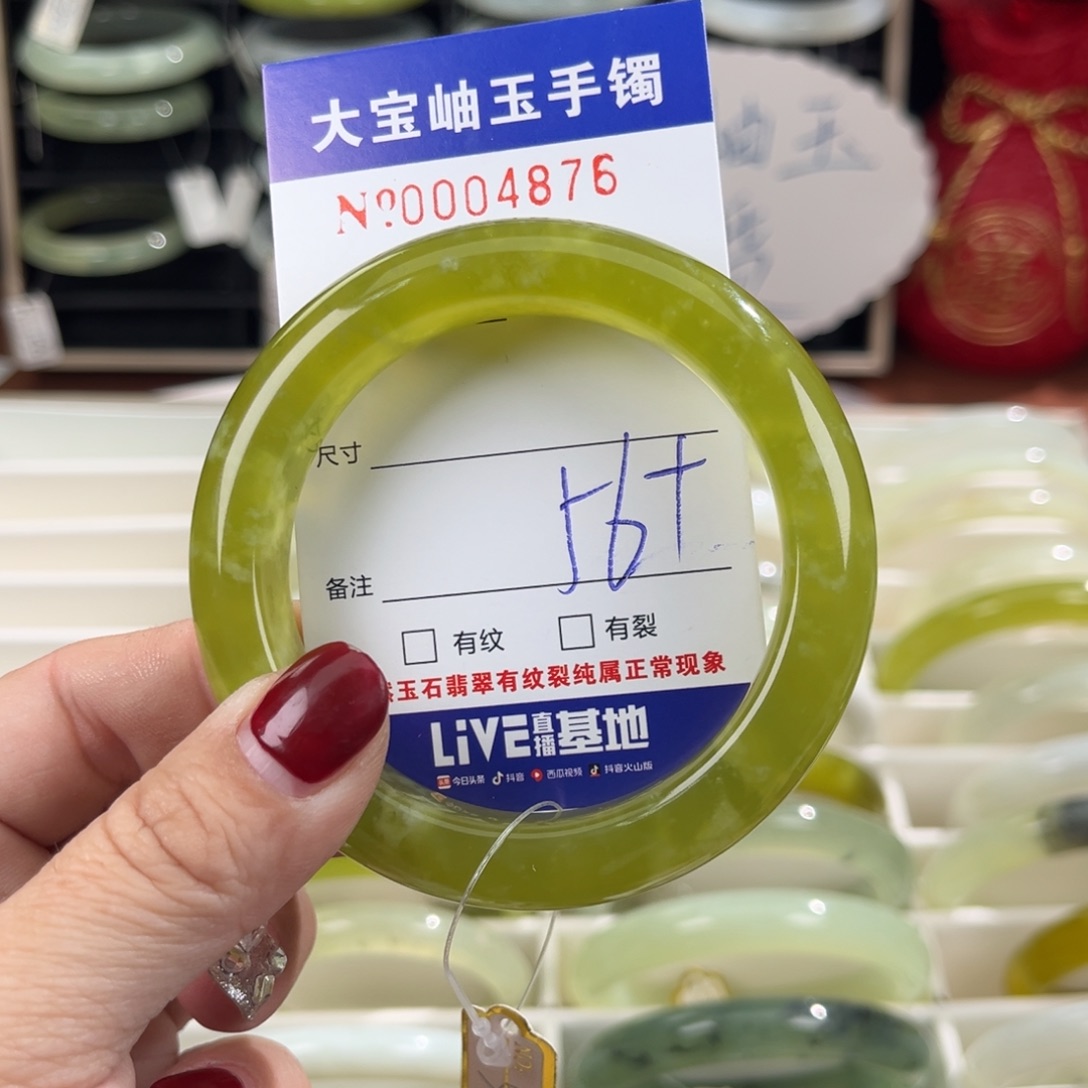 大宝岫玉手镯
Nº0004876
尺寸
56+
备注
□ 有纹 □ 有裂
玉石翡翠有纹裂纯属正常现象
LiVE直播基地
今日头条 抖音 西瓜视频 抖音火山版
岫玉